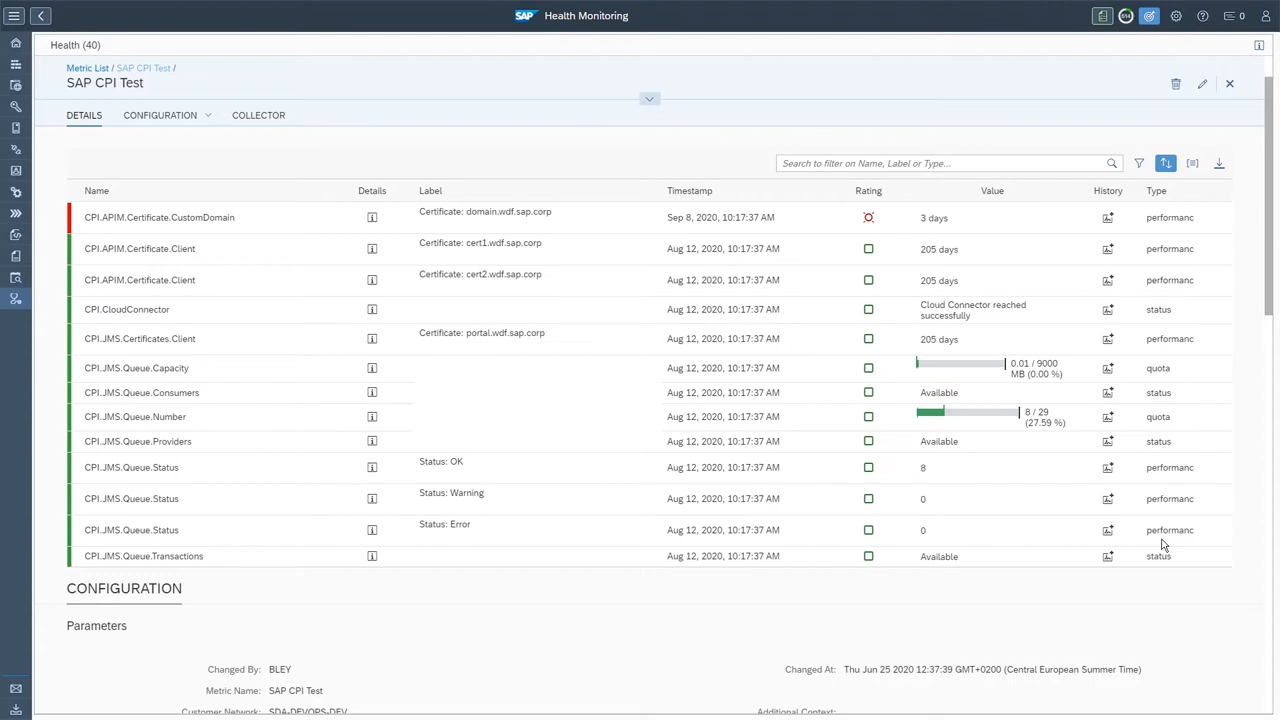 SAP Health Monitoring
0
Health (40)
Metric List / SAP CPI Test /
SAP CPI Test
DETAILS CONFIGURATION COLLECTOR
Search to filter on Name, Label or Type...
Name Details Label Timestamp Rating Value History Type
CPI.APIM.Certificate.CustomDomain Certificate: domain.wdf.sap.corp Sep 8, 2020, 10:17:37 AM 3 days performanc
CPI.APIM.Certificate.Client Certificate: cert1.wdf.sap.corp Aug 12, 2020, 10:17:37 AM 205 days performanc
CPI.APIM.Certificate.Client Certificate: cert2.wdf.sap.corp Aug 12, 2020, 10:17:37 AM 205 days performanc
CPI.CloudConnector Aug 12, 2020, 10:17:37 AM Cloud Connector reached successfully status
CPI.JMS.Certificates.Client Certificate: portal.wdf.sap.corp Aug 12, 2020, 10:17:37 AM 205 days performanc
CPI.JMS.Queue.Capacity Aug 12, 2020, 10:17:37 AM 0.01 / 9000 MB (0.00 %) quota
CPI.JMS.Queue.Consumers Aug 12, 2020, 10:17:37 AM Available status
CPI.JMS.Queue.Number Aug 12, 2020, 10:17:37 AM 8 / 29 (27.59 %) quota
CPI.JMS.Queue.Providers Aug 12, 2020, 10:17:37 AM Available status
CPI.JMS.Queue.Status Status: OK Aug 12, 2020, 10:17:37 AM 8 performanc
CPI.JMS.Queue.Status Status: Warning Aug 12, 2020, 10:17:37 AM 0 performanc
CPI.JMS.Queue.Status Status: Error Aug 12, 2020, 10:17:37 AM 0 performanc
CPI.JMS.Queue.Transactions Aug 12, 2020, 10:17:37 AM Available status
CONFIGURATION
Parameters
Changed By: BLEY Changed At: Thu Jun 25 2020 12:37:39 GMT+0200 (Central European Summer Time)
Metric Name: SAP CPI Test
Customer Network: SDA-DEVOPS-DEV Additional Context: